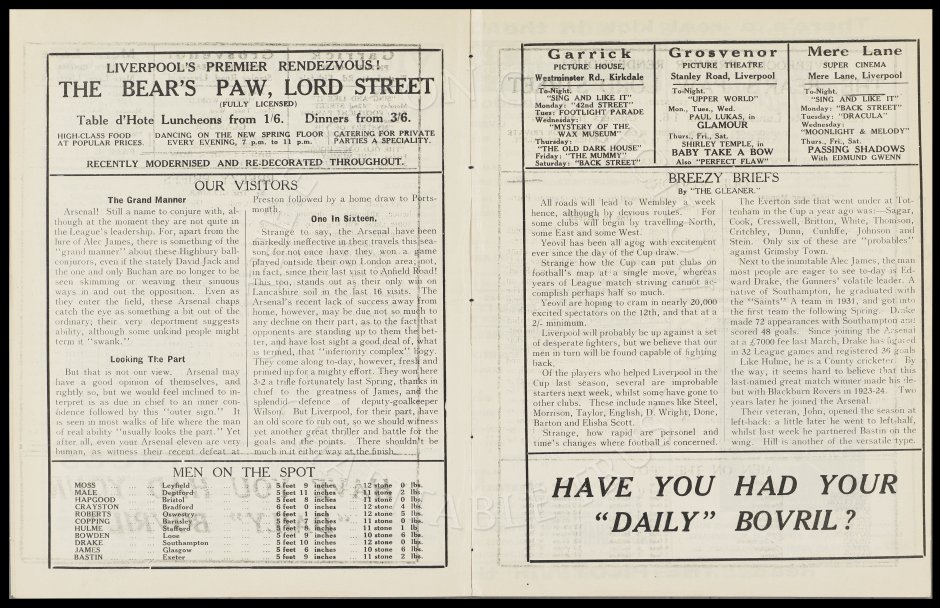 LIVERPOOL'S PREMIER RENDEZVOUS!
THE BEAR'S PAW, LORD STREET
(FULLY LICENSED)
Table d'Hote Luncheons from 1/6. Dinners from 3/6.
HIGH-CLASS FOOD
AT POPULAR PRICES.
DANCING ON THE NEW SPRING FLOOR
EVERY EVENING, 7 p.m. to 11 p.m.
CATERING FOR PRIVATE
PARTIES A SPECIALITY.
RECENTLY MODERNISED AND RE-DECORATED THROUGHOUT.
OUR VISITORS
The Grand Manner
Arsenal! Still a name to conjure with, al-
though at the moment they are not quite in
the League's leadership. For, apart from the
lure of Alec James, there is something of the
"grand manner" about these Highbury ball-
conjurors, even if the stately David Jack and
the one and only Buchan are no longer to be
seen skimming or weaving their sinuous
ways in and out the opposition. Even as
they enter the field, these Arsenal chaps
catch the eye as something a bit out of the
ordinary; their very deportment suggests
ability, although some unkind people might
term it "swank."
Looking The Part
But that is not our view. Arsenal may
have a good opinion of themselves, and
rightly so, but we would feel inclined to in-
terpret is as due in chief to an inner con-
fidence followed by this "outer sign." It
is seen in most walks of life where the man
of real ability "usually looks the part." Yet
after all, even your Arsenal eleven are very
human, as witness their recent defeat at
Preston followed by a home draw to Ports-
mouth.
One In Sixteen.
Strange to say, the Arsenal have been
markedly ineffective in their travels this sea-
son, for not once have they won a game
played outside their own London area; not,
in fact, since their last visit to Anfield Road!
This, too, stands out as their only win on
Lancashire soil in the last 16 visits. The
Arsenal's recent lack of success away from
home, however, may be due not so much to
any decline on their part, as to the fact that
opponents are standing up to them the bet-
ter, and have lost sight a good deal of, what
is termed, that "inferiority complex" bogy.
They come along to-day, however, fresh and
primed up for a mighty effort. They won here
3-2 a trifle fortunately last Spring, thanks in
chief to the greatness of James, and the
splendid defence of deputy-goalkeeper
Wilson. But Liverpool, for their part, have
an old score to rub out, so we should witness
yet another great thrill and battle for the
goals and the points. There shouldn't be
much in it either way at the finish.
MEN ON THE SPOT
MOSS Leyfield 5 feet 9 inches 12 stone 0 lbs.
MALE Deptford 5 feet 11 inches 11 stone 2 lbs.
HAPGOOD Bristol 5 feet 8 inches 11 stone 0 lbs.
CRAYSTON Bradford 6 feet 0 inches 12 stone 4 lbs.
ROBERTS Oswestry 6 feet 1 inch 12 stone 5 lbs.
COPPING Barnsley 5 feet 7 inches 11 stone 0 lbs.
HULME Stafford 5 feet 8 inches 11 stone 1 lb.
BOWDEN Looe 5 feet 9 inches 10 stone 6 lbs.
DRAKE Southampton 5 feet 10 inches 12 stone 0 lbs.
JAMES Glasgow 5 feet 6 inches 10 stone 6 lbs.
BASTIN Exeter 5 feet 9 inches 11 stone 2 lbs.
Garrick
PICTURE HOUSE,
Westminster Rd., Kirkdale
To-Night.
"SING AND LIKE IT"
Monday: "42nd STREET"
Tues: FOOTLIGHT PARADE
Wednesday:
"MYSTERY OF THE
WAX MUSEUM"
Thursday:
"THE OLD DARK HOUSE"
Friday: "THE MUMMY"
Saturday: "BACK STREET"
Grosvenor
PICTURE THEATRE
Stanley Road, Liverpool
To-Night.
"UPPER WORLD"
Mon., Tues., Wed.
PAUL LUKAS, in
GLAMOUR
Thurs., Fri., Sat.
SHIRLEY TEMPLE, in
BABY TAKE A BOW
Also "PERFECT FLAW"
Mere Lane
SUPER CINEMA
Mere Lane, Liverpool
To-Night.
"SING AND LIKE IT"
Monday: "BACK STREET"
Tuesday: "DRACULA"
Wednesday:
"MOONLIGHT & MELODY"
Thurs., Fri., Sat.
PASSING SHADOWS
With EDMUND GWENN
BREEZY BRIEFS
By "THE GLEANER."
All roads will lead to Wembley a week
hence, although by devious routes. For
some clubs will begin by travelling North,
some East and some West.
Yeovil has been all agog with excitement
ever since the day of the Cup draw.
Strange how the Cup can put clubs on
football's map at a single move, whereas
years of League match striving cannot ac-
complish perhaps half so much.
Yeovil are hoping to cram in nearly 20,000
excited spectators on the 12th, and that at a
2/- minimum.
Liverpool will probably be up against a set
of desperate fighters, but we believe that our
men in turn will be found capable of fighting
back.
Of the players who helped Liverpool in the
Cup last season, several are improbable
starters next week, whilst some have gone to
other clubs. These include names like Steel,
Morrison, Taylor, English, D. Wright, Done,
Barton and Elisha Scott.
Strange, how rapid are personel and
time's changes where football is concerned.
The Everton side that went under at Tot-
tenham in the Cup a year ago was:—Sagar,
Cook, Cresswell, Britton, White, Thomson,
Critchley, Dunn, Cunliffe, Johnson and
Stein. Only six of these are "probables"
against Grimsby Town.
Next to the inimitable Alec James, the man
most people are eager to see to-day is Ed-
ward Drake, the Gunners' volatile leader. A
native of Southampton, he graduated with
the "Saints" A team in 1931, and got into
the first team the following Spring. Drake
made 72 appearances with Southampton and
scored 48 goals. Since joining the Arsenal
at a £7000 fee last March, Drake has figured
in 32 League games and registered 36 goals
Like Hulme, he is a County cricketer. By
the way, it seems hard to believe that this
last-named great match winner made his de-
but with Blackburn Rovers in 1923-24. Two
years later he joined the Arsenal.
Their veteran, John, opened the season at
left-back: a little later he went to left-half,
whilst last week he partnered Bastin on the
wing. Hill is another of the versatile type.
HAVE YOU HAD YOUR
"DAILY" BOVRIL?